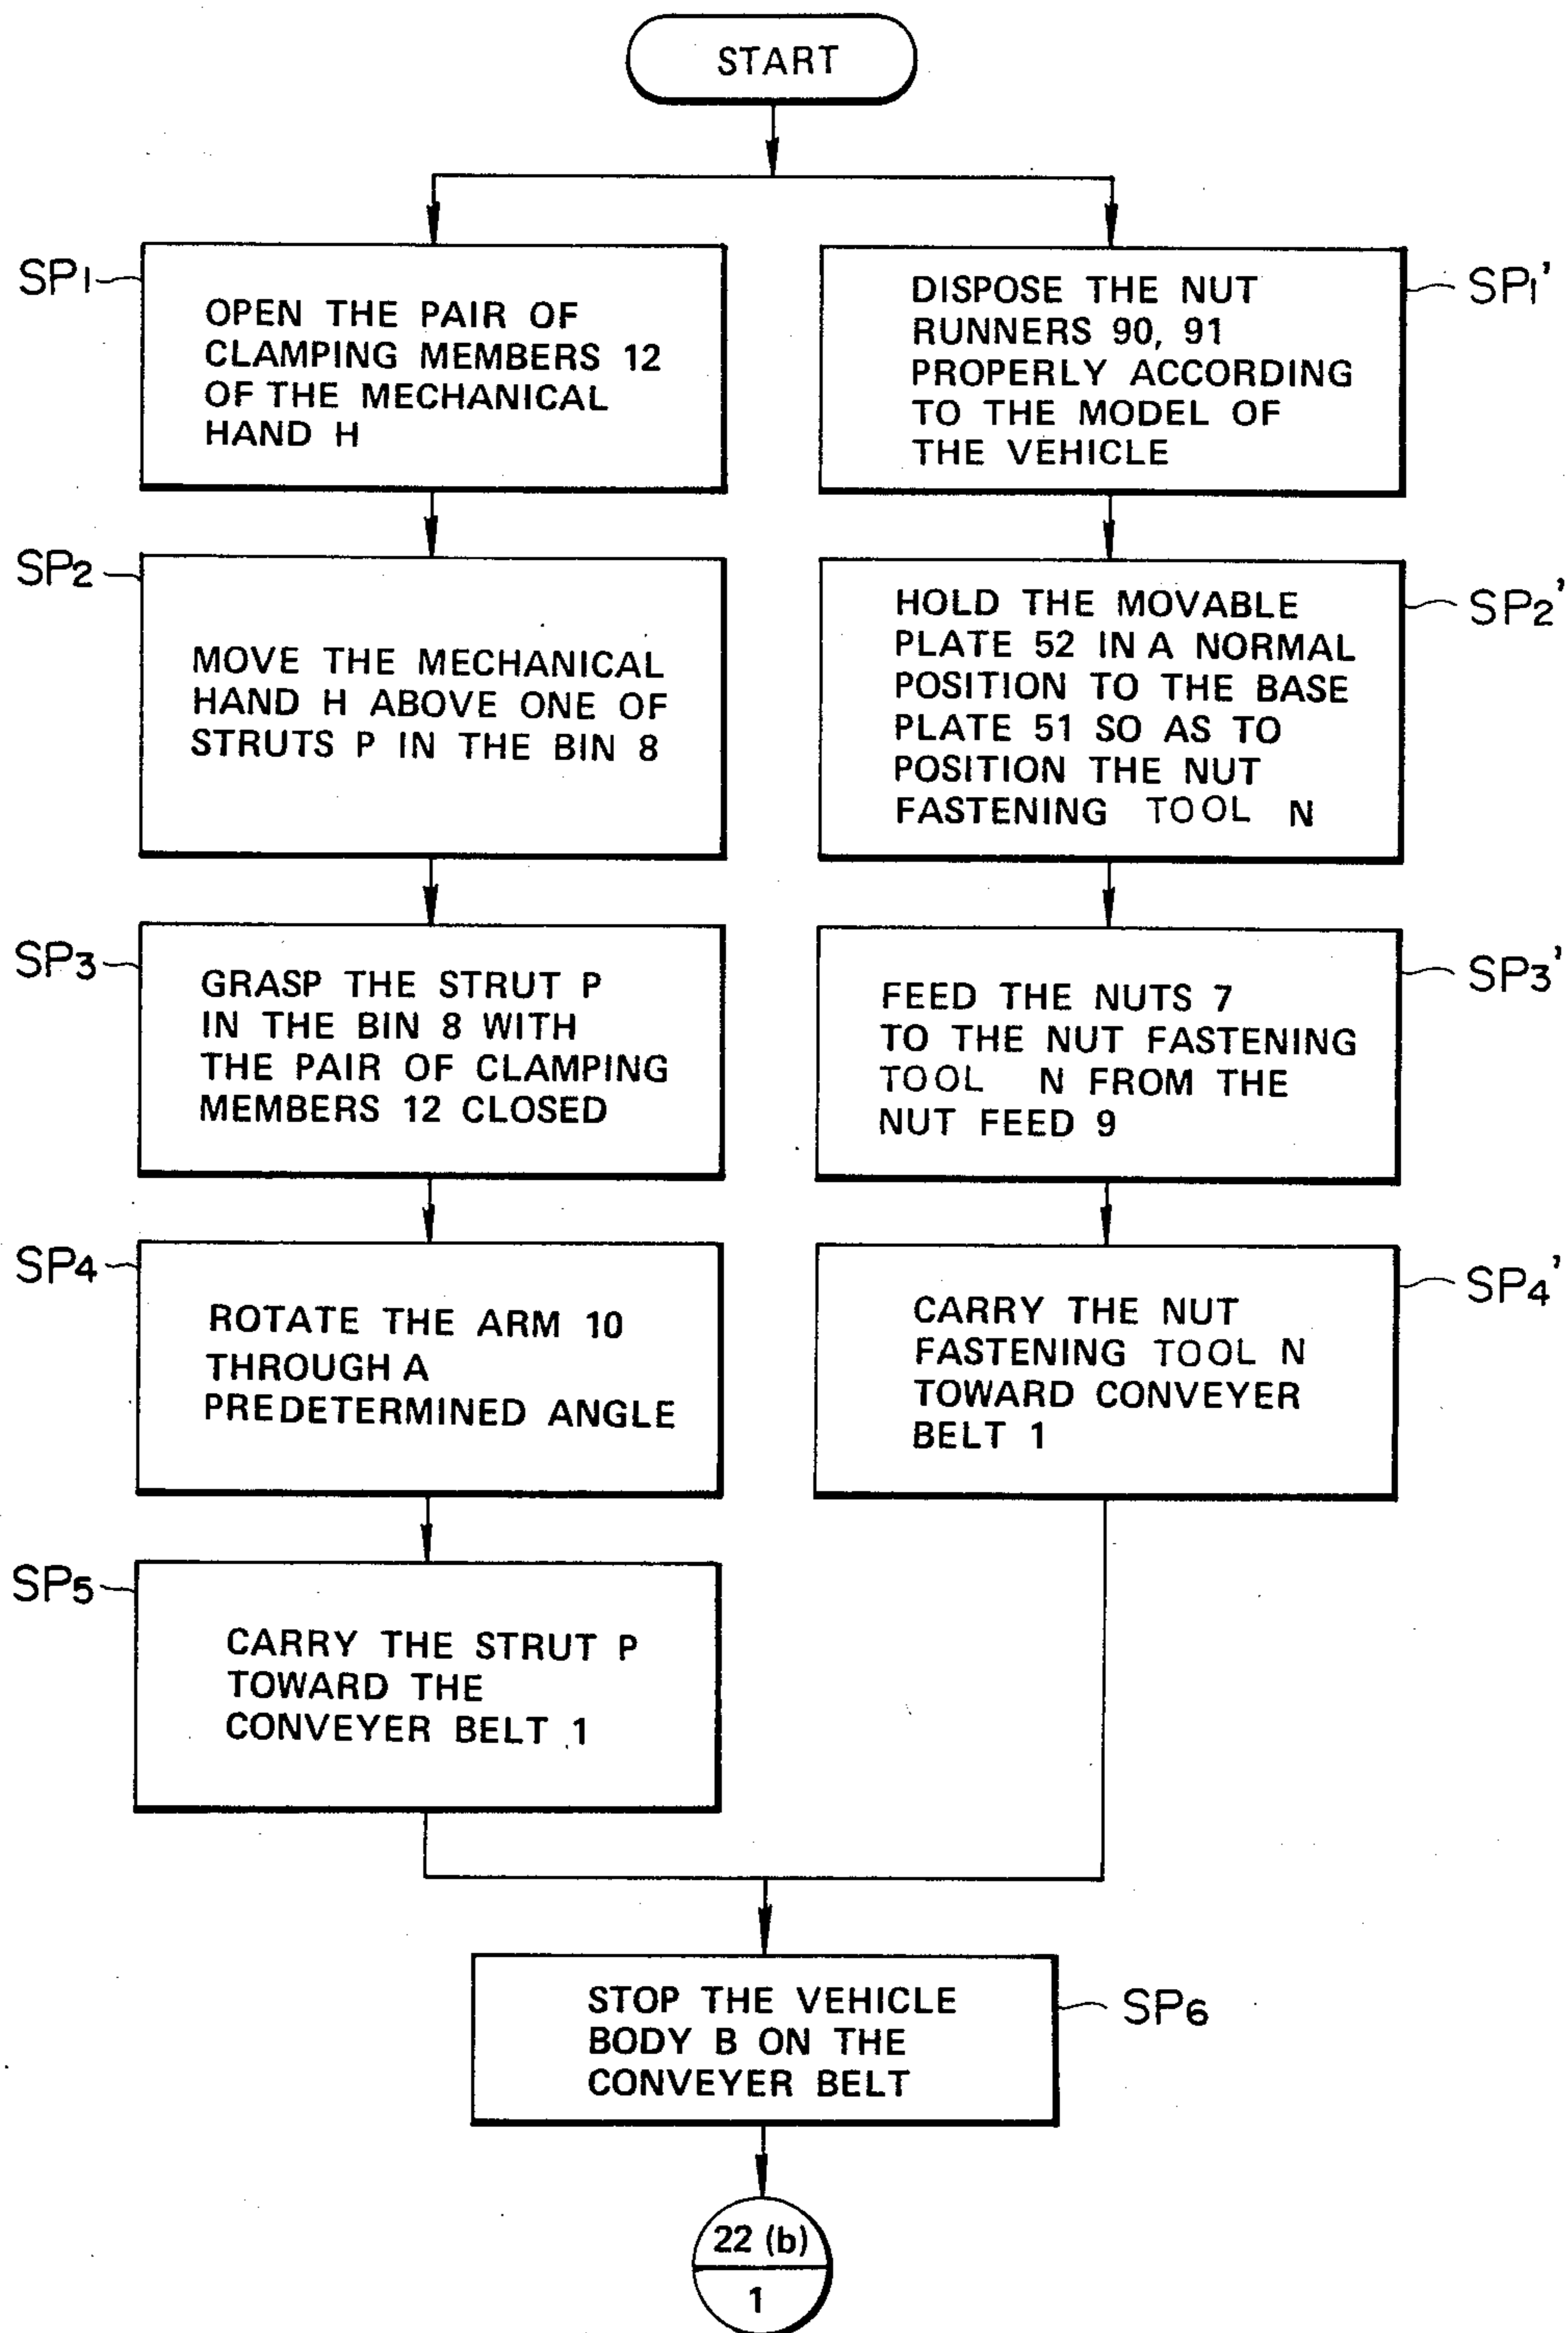 START
SP1
OPEN THE PAIR OF
CLAMPING MEMBERS 12
OF THE MECHANICAL
HAND H
SP1'
DISPOSE THE NUT
RUNNERS 90, 91
PROPERLY ACCORDING
TO THE MODEL OF
THE VEHICLE
SP2
MOVE THE MECHANICAL
HAND H ABOVE ONE OF
STRUTS P IN THE BIN 8
SP2'
HOLD THE MOVABLE
PLATE 52 IN A NORMAL
POSITION TO THE BASE
PLATE 51 SO AS TO
POSITION THE NUT
FASTENING TOOL N
SP3
GRASP THE STRUT P
IN THE BIN 8 WITH
THE PAIR OF CLAMPING
MEMBERS 12 CLOSED
SP3'
FEED THE NUTS 7
TO THE NUT FASTENING
TOOL N FROM THE
NUT FEED 9
SP4
ROTATE THE ARM 10
THROUGH A
PREDETERMINED ANGLE
SP4'
CARRY THE NUT
FASTENING TOOL N
TOWARD CONVEYER
BELT 1
SP5
CARRY THE STRUT P
TOWARD THE
CONVEYER BELT 1
STOP THE VEHICLE
BODY B ON THE
CONVEYER BELT
SP6
22 (b)
1